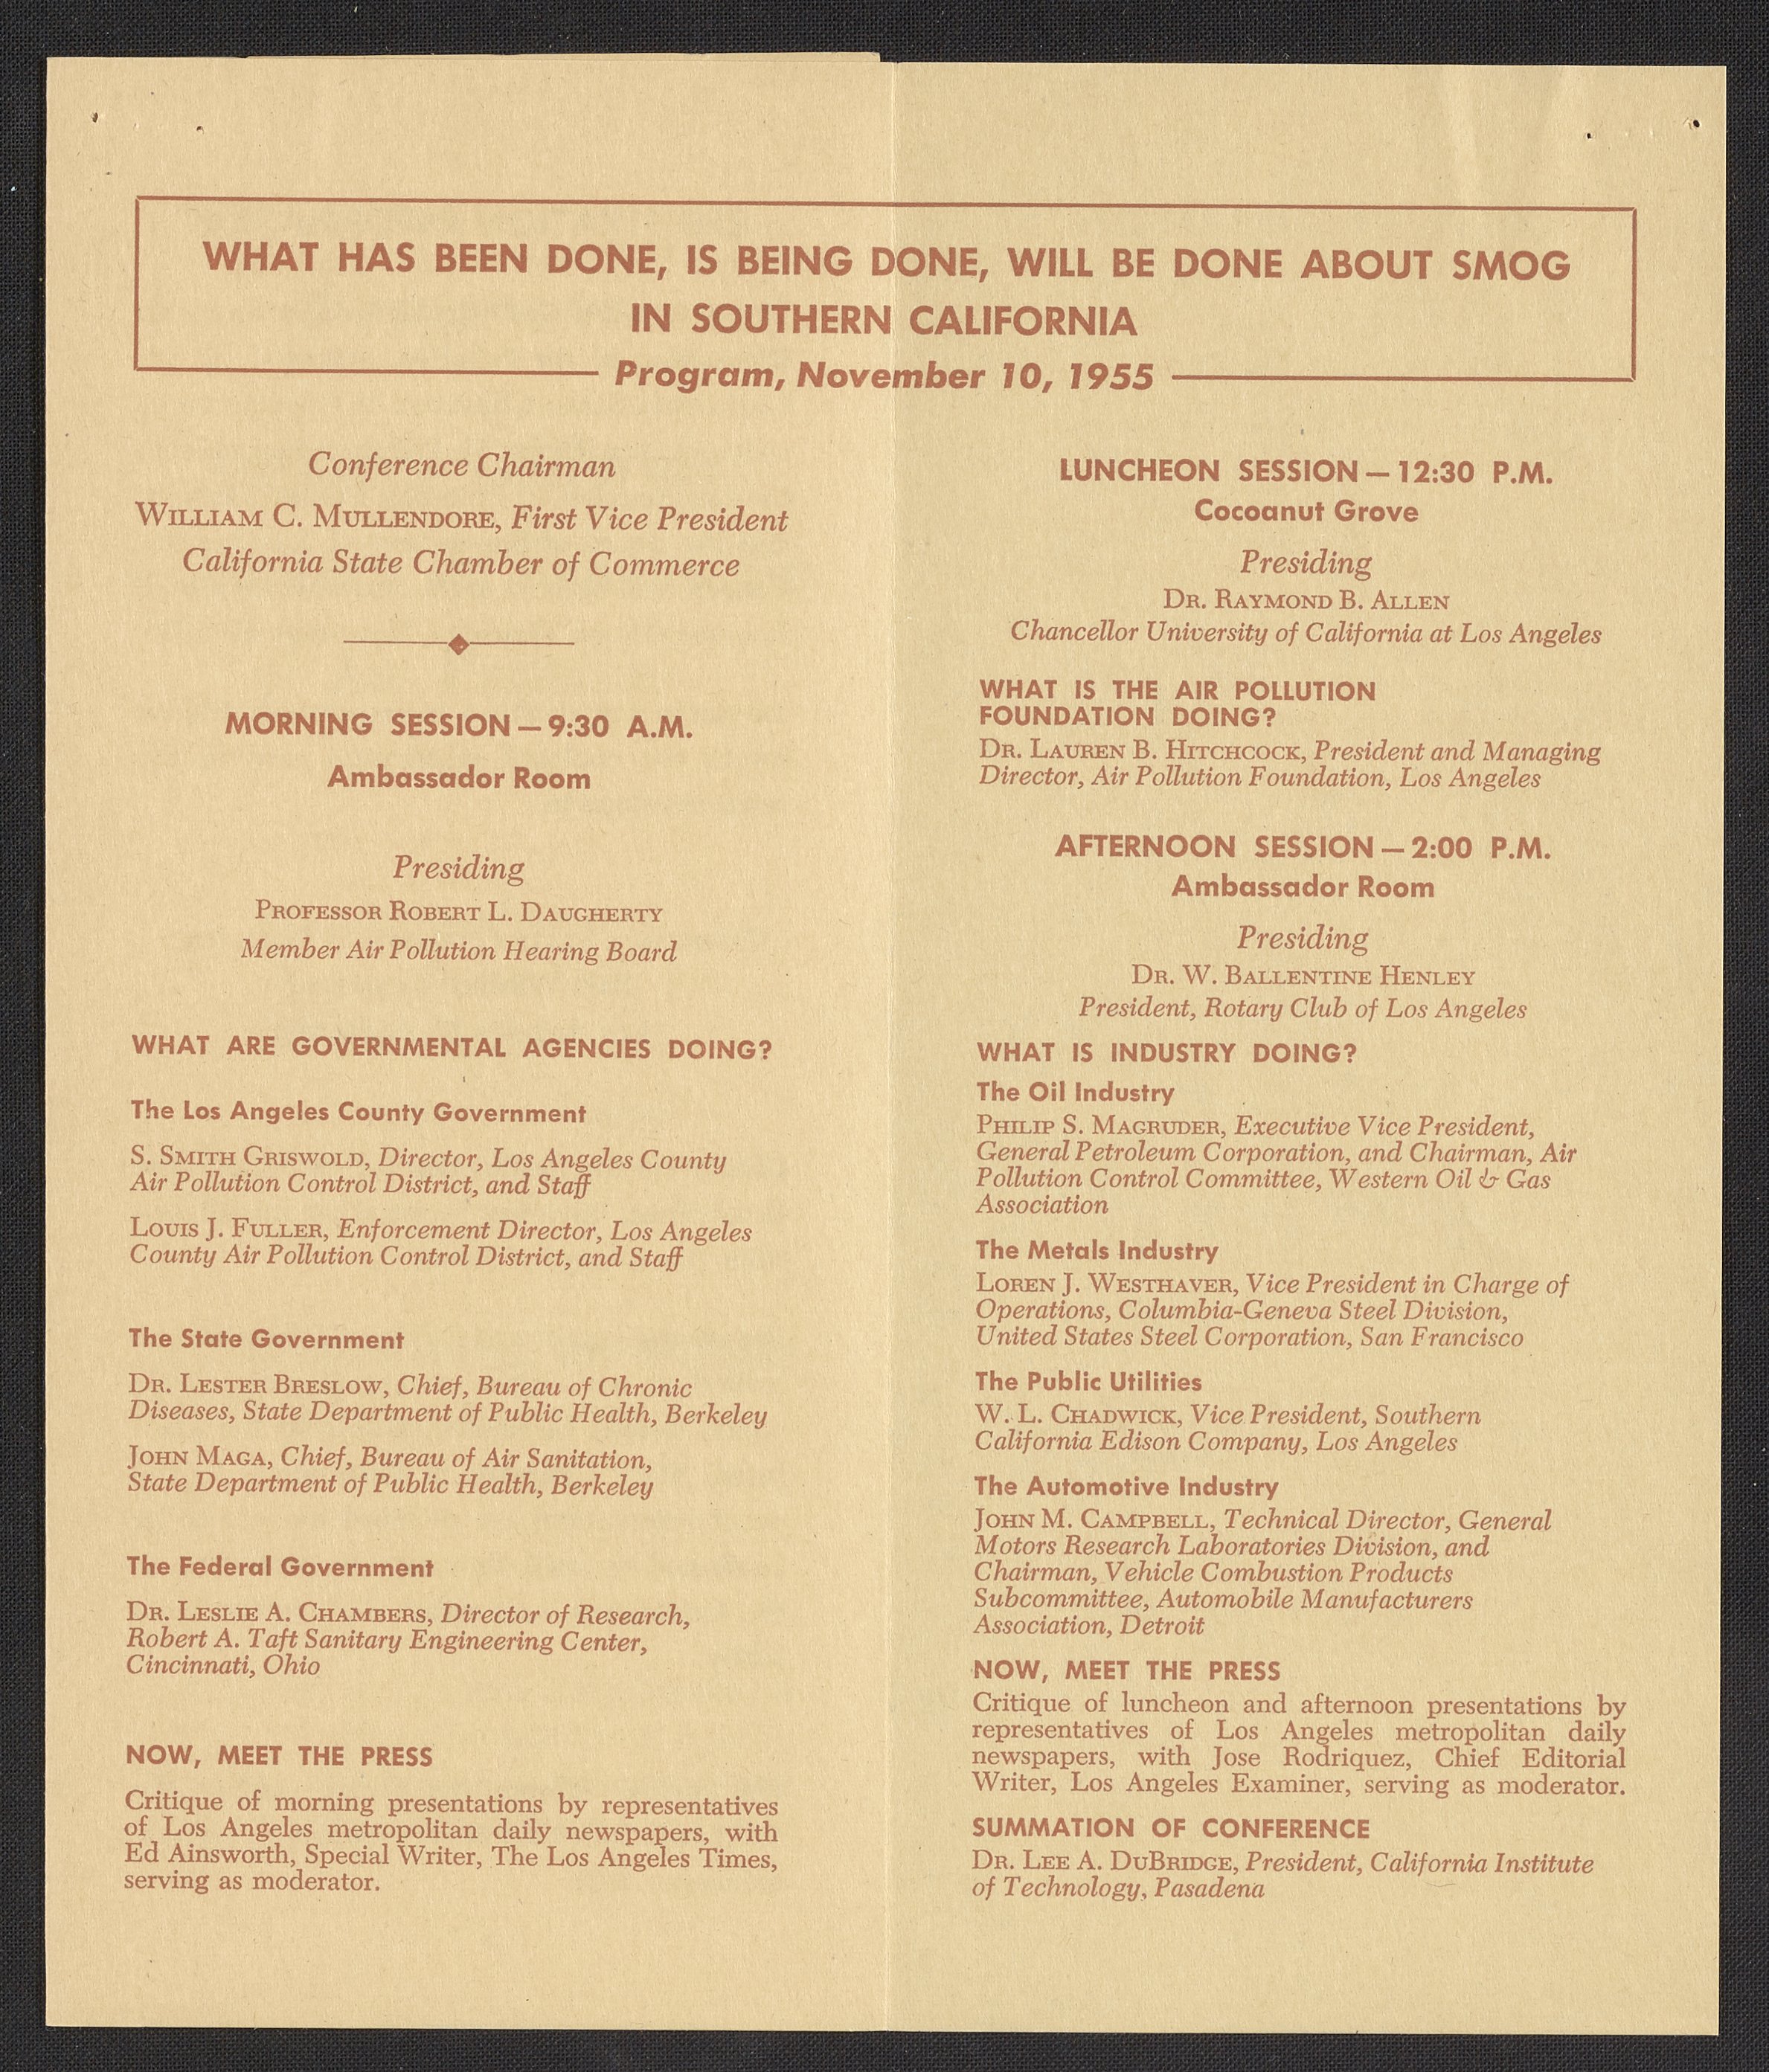 WHAT HAS BEEN DONE, IS BEING DONE, WILL BE DONE ABOUT SMOG
IN SOUTHERN CALIFORNIA
Program, November 10, 1955
Conference Chairman
WILLIAM C. MULLENDORE, First Vice President
California State Chamber of Commerce
MORNING SESSION — 9:30 A.M.
Ambassador Room
Presiding
PROFESSOR ROBERT L. DAUGHERTY
Member Air Pollution Hearing Board
WHAT ARE GOVERNMENTAL AGENCIES DOING?
The Los Angeles County Government
S. SMITH GRISWOLD, Director, Los Angeles County
Air Pollution Control District, and Staff
LOUIS J. FULLER, Enforcement Director, Los Angeles
County Air Pollution Control District, and Staff
The State Government
DR. LESTER BRESLOW, Chief, Bureau of Chronic
Diseases, State Department of Public Health, Berkeley
JOHN MAGA, Chief, Bureau of Air Sanitation,
State Department of Public Health, Berkeley
The Federal Government
DR. LESLIE A. CHAMBERS, Director of Research,
Robert A. Taft Sanitary Engineering Center,
Cincinnati, Ohio
NOW, MEET THE PRESS
Critique of morning presentations by representatives
of Los Angeles metropolitan daily newspapers, with
Ed Ainsworth, Special Writer, The Los Angeles Times,
serving as moderator.
LUNCHEON SESSION — 12:30 P.M.
Cocoanut Grove
Presiding
DR. RAYMOND B. ALLEN
Chancellor University of California at Los Angeles
WHAT IS THE AIR POLLUTION
FOUNDATION DOING?
DR. LAUREN B. HITCHCOCK, President and Managing
Director, Air Pollution Foundation, Los Angeles
AFTERNOON SESSION — 2:00 P.M.
Ambassador Room
Presiding
DR. W. BALLENTINE HENLEY
President, Rotary Club of Los Angeles
WHAT IS INDUSTRY DOING?
The Oil Industry
PHILIP S. MAGRUDER, Executive Vice President,
General Petroleum Corporation, and Chairman, Air
Pollution Control Committee, Western Oil & Gas
Association
The Metals Industry
LOREN J. WESTHAVER, Vice President in Charge of
Operations, Columbia-Geneva Steel Division,
United States Steel Corporation, San Francisco
The Public Utilities
W. L. CHADWICK, Vice President, Southern
California Edison Company, Los Angeles
The Automotive Industry
JOHN M. CAMPBELL, Technical Director, General
Motors Research Laboratories Division, and
Chairman, Vehicle Combustion Products
Subcommittee, Automobile Manufacturers
Association, Detroit
NOW, MEET THE PRESS
Critique of luncheon and afternoon presentations by
representatives of Los Angeles metropolitan daily
newspapers, with Jose Rodriquez, Chief Editorial
Writer, Los Angeles Examiner, serving as moderator.
SUMMATION OF CONFERENCE
DR. LEE A. DUBRIDGE, President, California Institute
of Technology, Pasadena